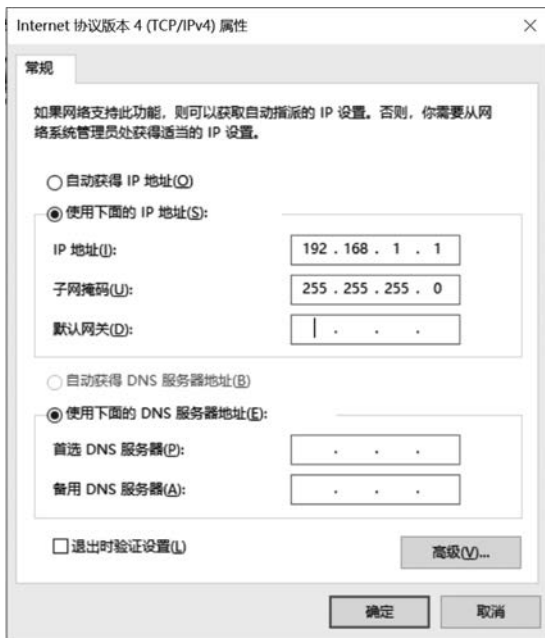 Internet 协议版本 4 (TCP/IPv4) 属性
常规
如果网络支持此功能，则可以获取自动指派的 IP 设置。否则，你需要从网
络系统管理员处获得适当的 IP 设置。
自动获得 IP 地址(O)
使用下面的 IP 地址(S):
IP 地址(I): 192 . 168 . 1 . 1
子网掩码(U): 255 . 255 . 255 . 0
默认网关(D): . . .
自动获得 DNS 服务器地址(B)
使用下面的 DNS 服务器地址(E):
首选 DNS 服务器(P): . . .
备用 DNS 服务器(A): . . .
退出时验证设置(L)
高级(V)...
确定 取消